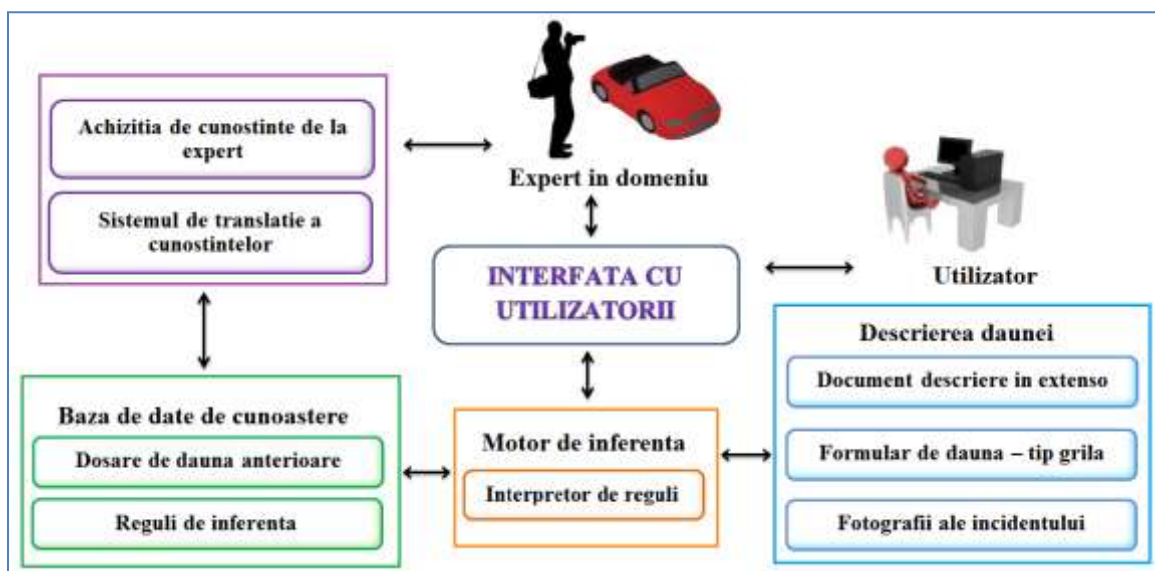 Achizitia de cunostinte de la
expert
Sistemul de translatie a
cunostintelor
Expert in domeniu
Utilizator
INTERFATA CU
UTILIZATORII
Descrierea daunei
Document descriere in extenso
Formular de dauna – tip grila
Fotografii ale incidentului
Baza de date de cunoastere
Dosare de dauna anterioare
Reguli de inferenta
Motor de inferenta
Interpretor de reguli